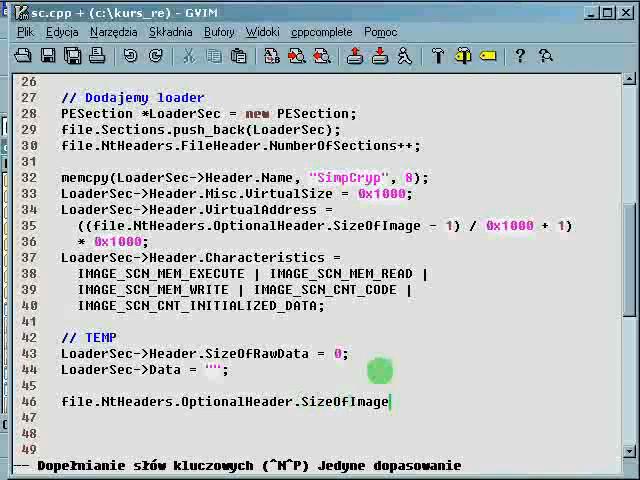 sc.cpp + (c:\kurs_re) - GVIM
Plik Edycja Narzędzia Składnia Bufory Widoki cppcomplete Pomoc
26
27 // Dodajemy loader
28 PESection *LoaderSec = new PESection;
29 file.Sections.push_back(LoaderSec);
30 file.NtHeaders.FileHeader.NumberOfSections++;
31
32 memcpy(LoaderSec->Header.Name, "SimpCryp", 8);
33 LoaderSec->Header.Misc.VirtualSize = 0x1000;
34 LoaderSec->Header.VirtualAddress =
35 ((file.NtHeaders.OptionalHeader.SizeOfImage - 1) / 0x1000 + 1)
36 * 0x1000;
37 LoaderSec->Header.Characteristics =
38 IMAGE_SCN_MEM_EXECUTE | IMAGE_SCN_MEM_READ |
39 IMAGE_SCN_MEM_WRITE | IMAGE_SCN_CNT_CODE |
40 IMAGE_SCN_CNT_INITIALIZED_DATA;
41
42 // TEMP
43 LoaderSec->Header.SizeOfRawData = 0;
44 LoaderSec->Data = "";
45
46 file.NtHeaders.OptionalHeader.SizeOfImage
47
48
49
-- Dopełnianie słów kluczowych (^N^P) Jedyne dopasowanie